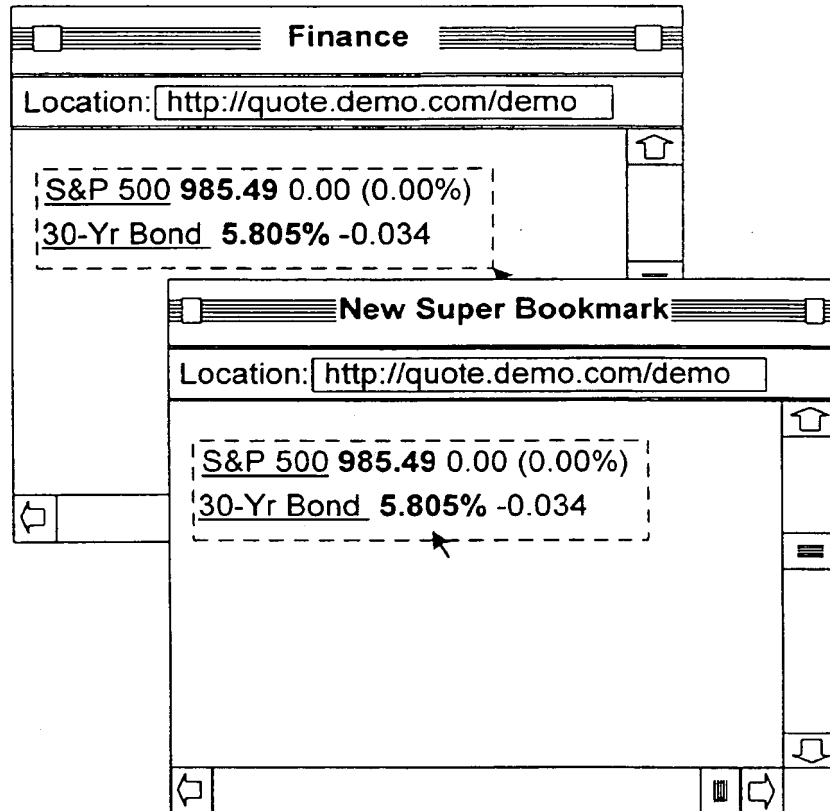 Finance
Location: http://quote.demo.com/demo
S&P 500 985.49 0.00 (0.00%)
30-Yr Bond 5.805% -0.034
New Super Bookmark
Location: http://quote.demo.com/demo
S&P 500 985.49 0.00 (0.00%)
30-Yr Bond 5.805% -0.034